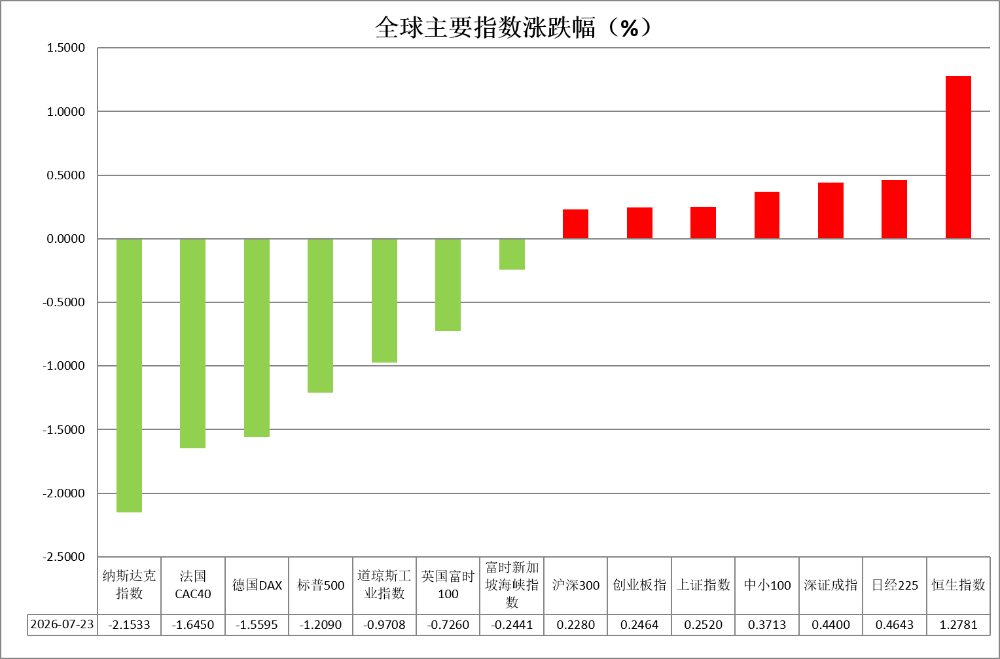 全球主要指数涨跌幅（%）
1.5000
1.0000
0.5000
0.0000
-0.5000
-1.0000
-1.5000
-2.0000
-2.5000
纳斯达克
指数
法国
CAC40
德国DAX
标普500
道琼斯工
业指数
英国富时
100
富时新加
坡海峡指
数
沪深300
创业板指
上证指数
中小100
深证成指
日经225
恒生指数
2026-07-23 -2.1533 -1.6450 -1.5595 -1.2090 -0.9708 -0.7260 -0.2441 0.2280 0.2464 0.2520 0.3713 0.4400 0.4643 1.2781